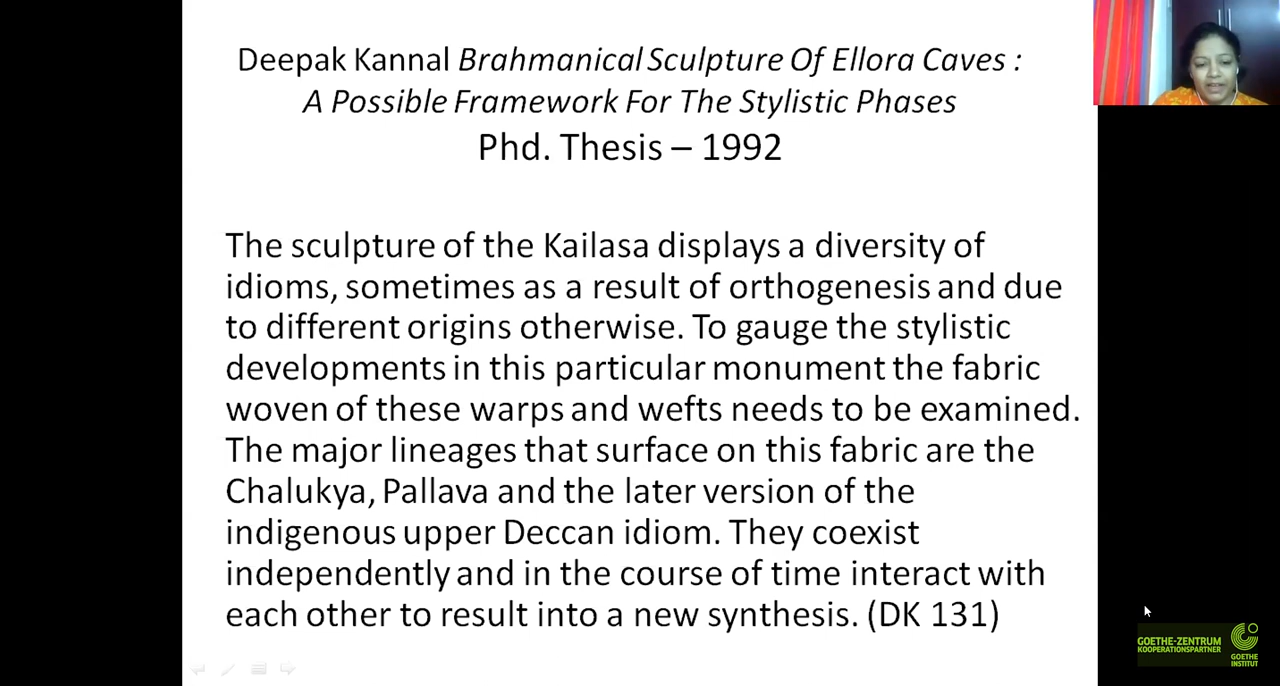 Deepak Kannal Brahmanical Sculpture Of Ellora Caves :
A Possible Framework For The Stylistic Phases
Phd. Thesis – 1992
The sculpture of the Kailasa displays a diversity of
idioms, sometimes as a result of orthogenesis and due
to different origins otherwise. To gauge the stylistic
developments in this particular monument the fabric
woven of these warps and wefts needs to be examined.
The major lineages that surface on this fabric are the
Chalukya, Pallava and the later version of the
indigenous upper Deccan idiom. They coexist
independently and in the course of time interact with
each other to result into a new synthesis. (DK 131)
GOETHE-ZENTRUM
KOOPERATIONSPARTNER
GOETHE
INSTITUT